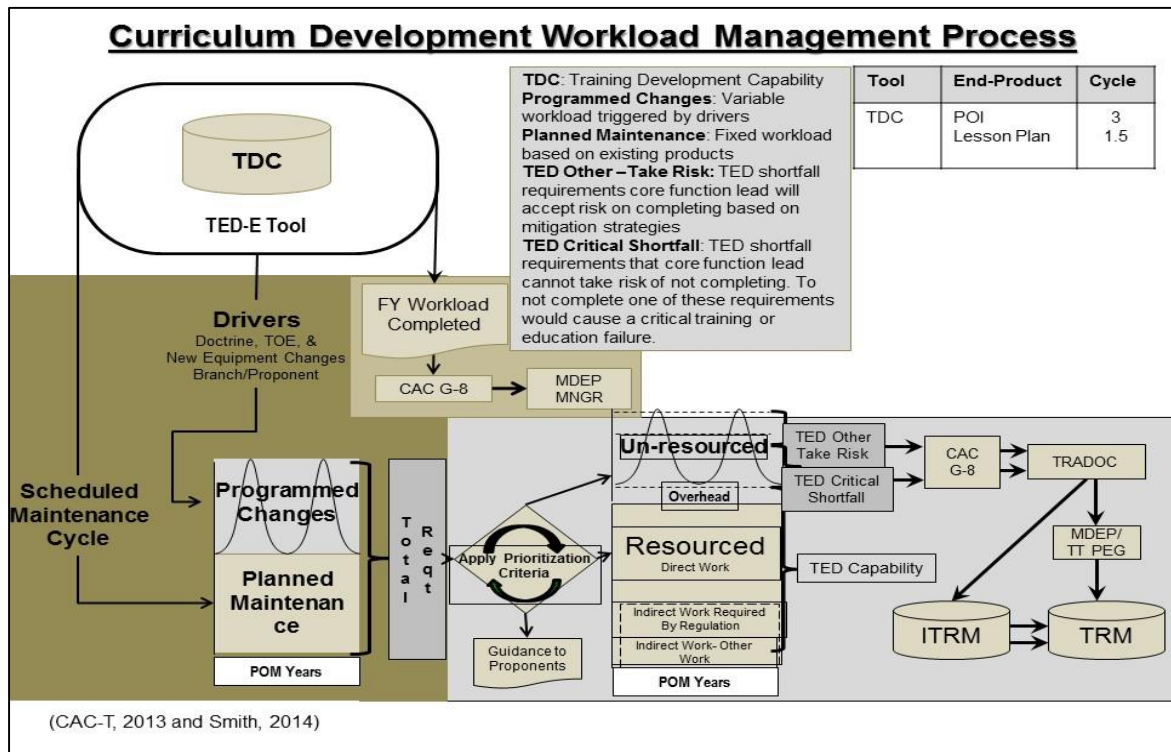 Curriculum Development Workload Management Process
TDC
TED-E Tool
TDC: Training Development Capability
Programmed Changes: Variable
workload triggered by drivers
Planned Maintenance: Fixed workload
based on existing products
TED Other –Take Risk: TED shortfall
requirements core function lead will
accept risk on completing based on
mitigation strategies
TED Critical Shortfall: TED shortfall
requirements that core function lead
cannot take risk of not completing. To
not complete one of these requirements
would cause a critical training or
education failure.
Tool End-Product Cycle
TDC POI 3
Lesson Plan 1.5
Drivers
Doctrine, TOE, &
New Equipment Changes
Branch/Proponent
FY Workload
Completed
CAC G-8
MDEP
MNGR
Scheduled
Maintenance
Cycle
Programmed
Changes
Planned
Maintenan
ce
POM Years
Total
Reqt
Apply Prioritization
Criteria
Guidance to
Proponents
Un-resourced
Overhead
Resourced
Direct Work
Indirect Work Required
By Regulation
Indirect Work- Other
Work
POM Years
TED Other
Take Risk
TED Critical
Shortfall
TED Capability
CAC
G-8
TRADOC
MDEP/
TT PEG
ITRM
TRM
(CAC-T, 2013 and Smith, 2014)